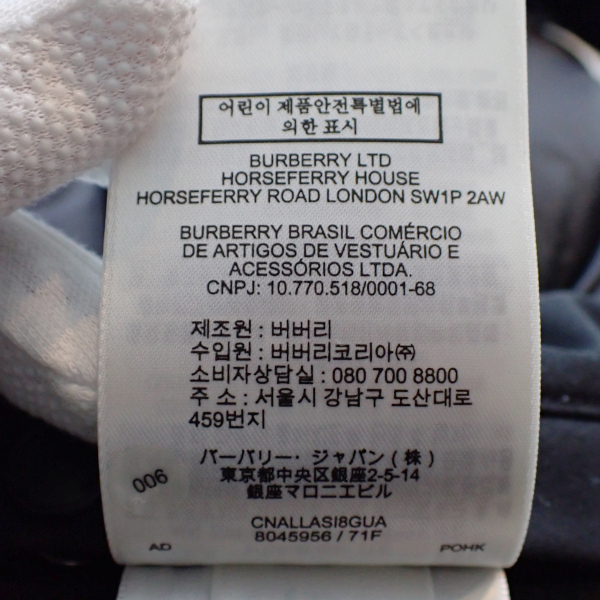 어린이 제품안전특별법에
의한 표시
BURBERRY LTD
HORSEFERRY HOUSE
HORSEFERRY ROAD LONDON SW1P 2AW
BURBERRY BRASIL COMÉRCIO
DE ARTIGOS DE VESTUÁRIO E
ACESSÓRIOS LTDA.
CNPJ: 10.770.518/0001-68
제조원 : 버버리
수입원 : 버버리코리아㈜
소비자상담실 : 080 700 8800
주 소 : 서울시 강남구 도산대로
459번지
バーバリー・ジャパン(株)
東京都中央区銀座2-5-14
銀座マロニエビル
006
CNALLASI8GUA
8045956 / 71F
AD
POHK